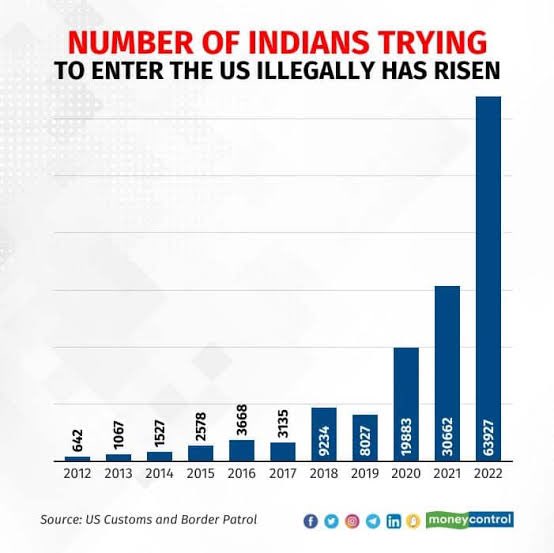 NUMBER OF INDIANS TRYING
TO ENTER THE US ILLEGALLY HAS RISEN
642
1067
1527
2578
3668
3135
9234
8027
19883
30662
63927
2012 2013 2014 2015 2016 2017 2018 2019 2020 2021 2022
Source: US Customs and Border Patrol
moneycontrol